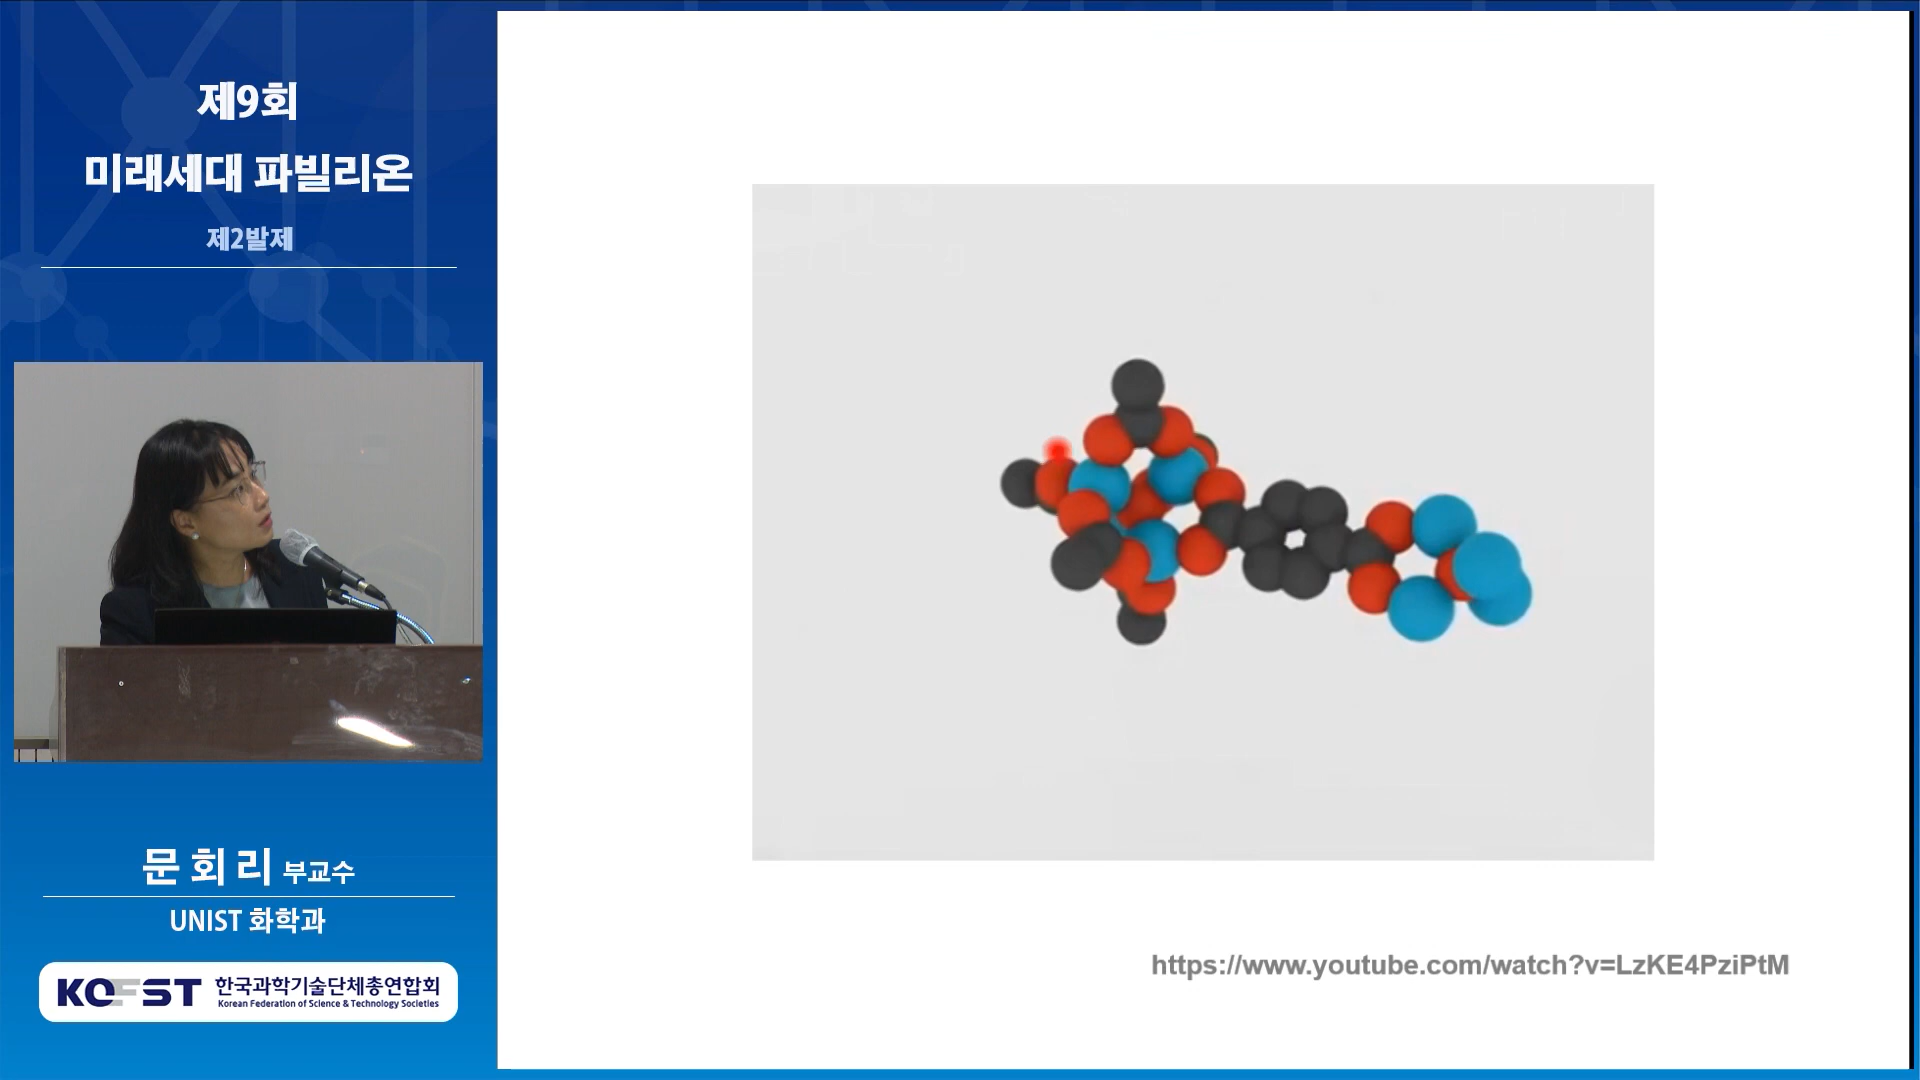 제9회
미래세대 파빌리온
제2발제
문회리 부교수
UNIST 화학과
KOFST 한국과학기술단체총연합회
Korean Federation of Science & Technology Societies
https://www.youtube.com/watch?v=LzKE4PziPtM